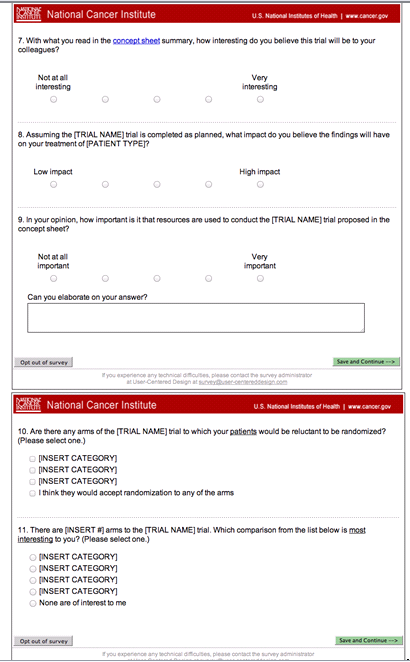 NATIONAL
CANCER
INSTITUTE
National Cancer Institute
U.S. National Institutes of Health | www.cancer.gov
7. With what you read in the concept sheet summary, how interesting do you believe this trial will be to your
colleagues?
Not at all
interesting
Very
interesting
8. Assuming the [TRIAL NAME] trial is completed as planned, what impact do you believe the findings will have
on your treatment of [PATIENT TYPE]?
Low impact
High impact
9. In your opinion, how important is it that resources are used to conduct the [TRIAL NAME] trial proposed in the
concept sheet?
Not at all
important
Very
important
Can you elaborate on your answer?
Opt out of survey
Save and Continue --->
If you experience any technical difficulties, please contact the survey administrator
at User-Centered Design at survey@user-centereddesign.com
NATIONAL
CANCER
INSTITUTE
National Cancer Institute
U.S. National Institutes of Health | www.cancer.gov
10. Are there any arms of the [TRIAL NAME] trial to which your patients would be reluctant to be randomized?
(Please select one.)
[INSERT CATEGORY]
[INSERT CATEGORY]
[INSERT CATEGORY]
I think they would accept randomization to any of the arms
11. There are [INSERT #] arms to the [TRIAL NAME] trial. Which comparison from the list below is most
interesting to you? (Please select one.)
[INSERT CATEGORY]
[INSERT CATEGORY]
[INSERT CATEGORY]
[INSERT CATEGORY]
None are of interest to me
Opt out of survey
Save and Continue --->
If you experience any technical difficulties, please contact the survey administrator